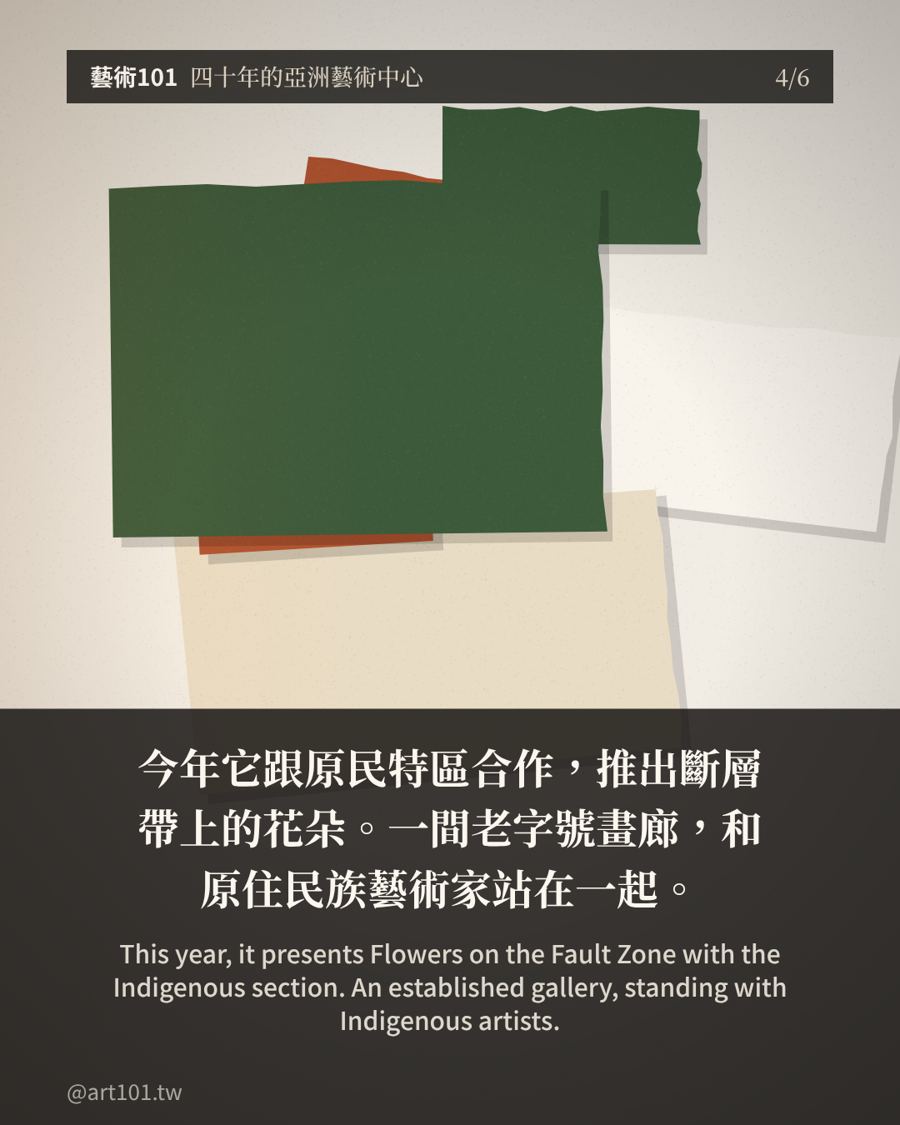 藝術101 四十年的亞洲藝術中心 4/6
今年它跟原民特區合作，推出斷層
帶上的花朵。一間老字號畫廊，和
原住民族藝術家站在一起。
This year, it presents Flowers on the Fault Zone with the
Indigenous section. An established gallery, standing with
Indigenous artists.
@art101.tw